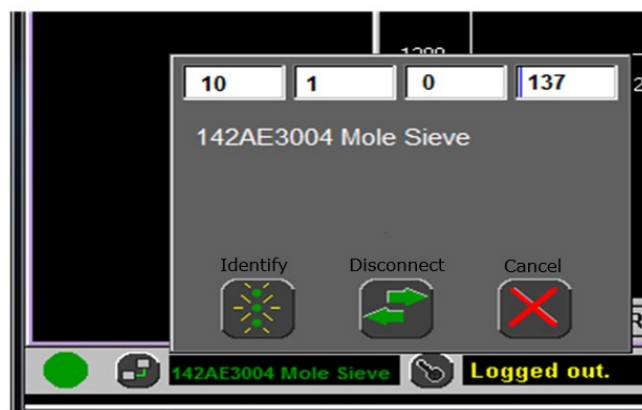 10 1 0 137
142AE3004 Mole Sieve
Identify Disconnect Cancel
142AE3004 Mole Sieve Logged out.